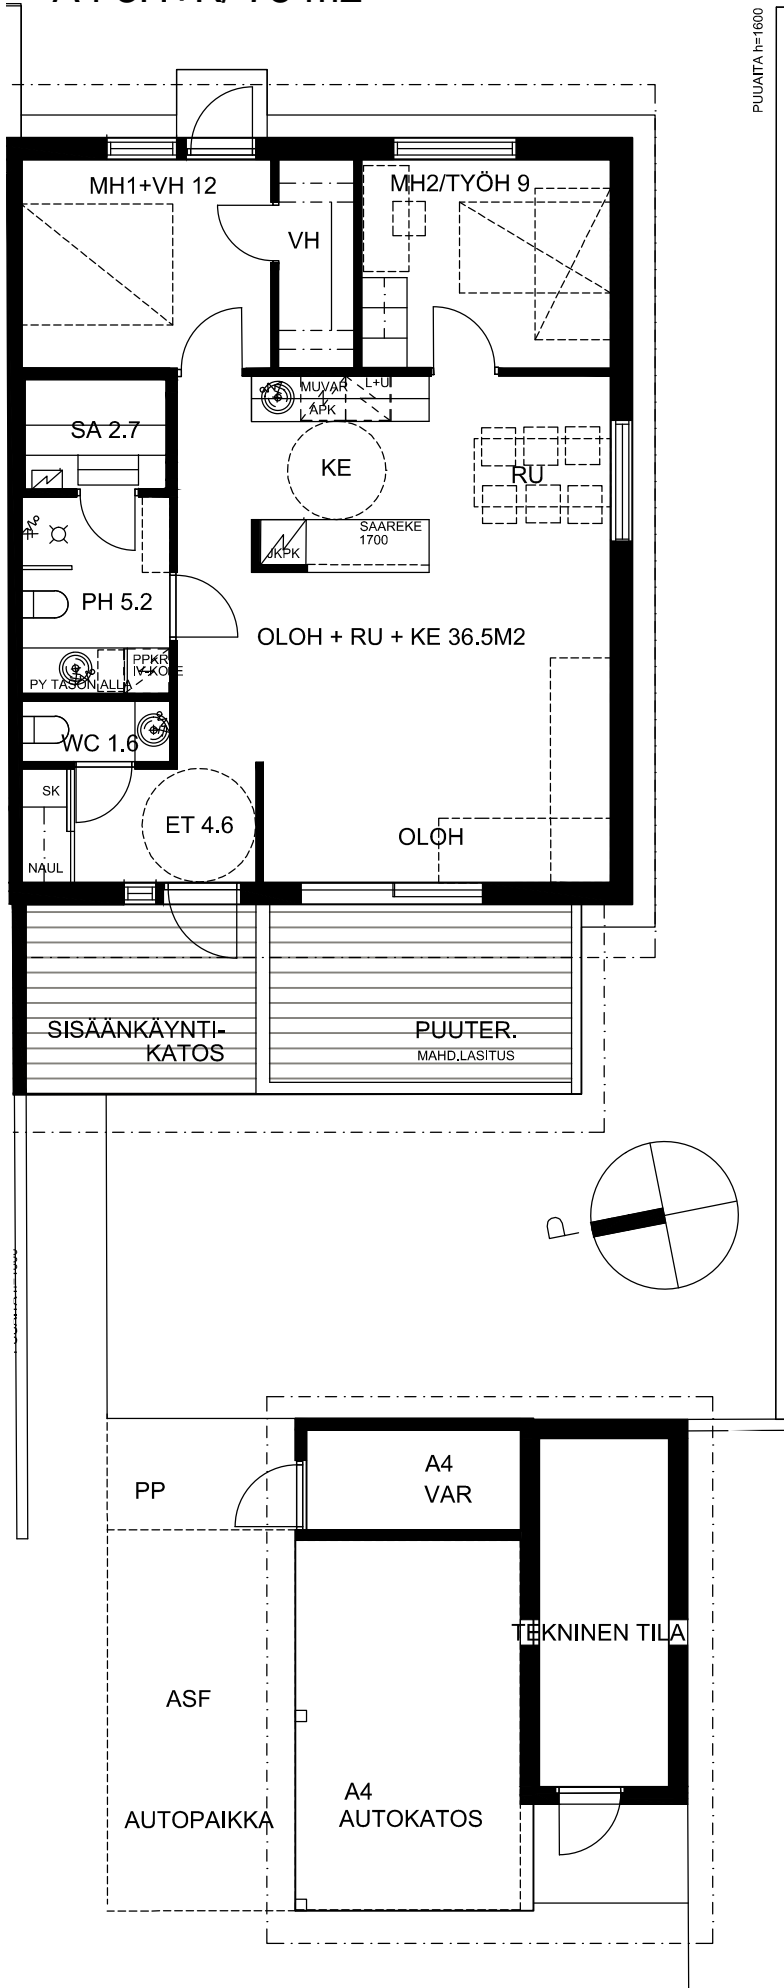 PUUAITA h=1600
MH1+VH 12
MH2/TYÖH 9
VH
MUVAR
L+U
APK
SA 2.7
KE
RU
SAAREKE
1700
JKPK
PH 5.2
OLOH + RU + KE 36.5M2
PPKR
IV-KONE
PY TASON ALLA
WC 1.6
SK
ET 4.6
OLOH
NAUL
SISÄÄNKÄYNTI-
KATOS
PUUTER.
MAHD.LASITUS
P
A4
VAR
PP
TEKNINEN TILA
ASF
A4
AUTOKATOS
AUTOPAIKKA